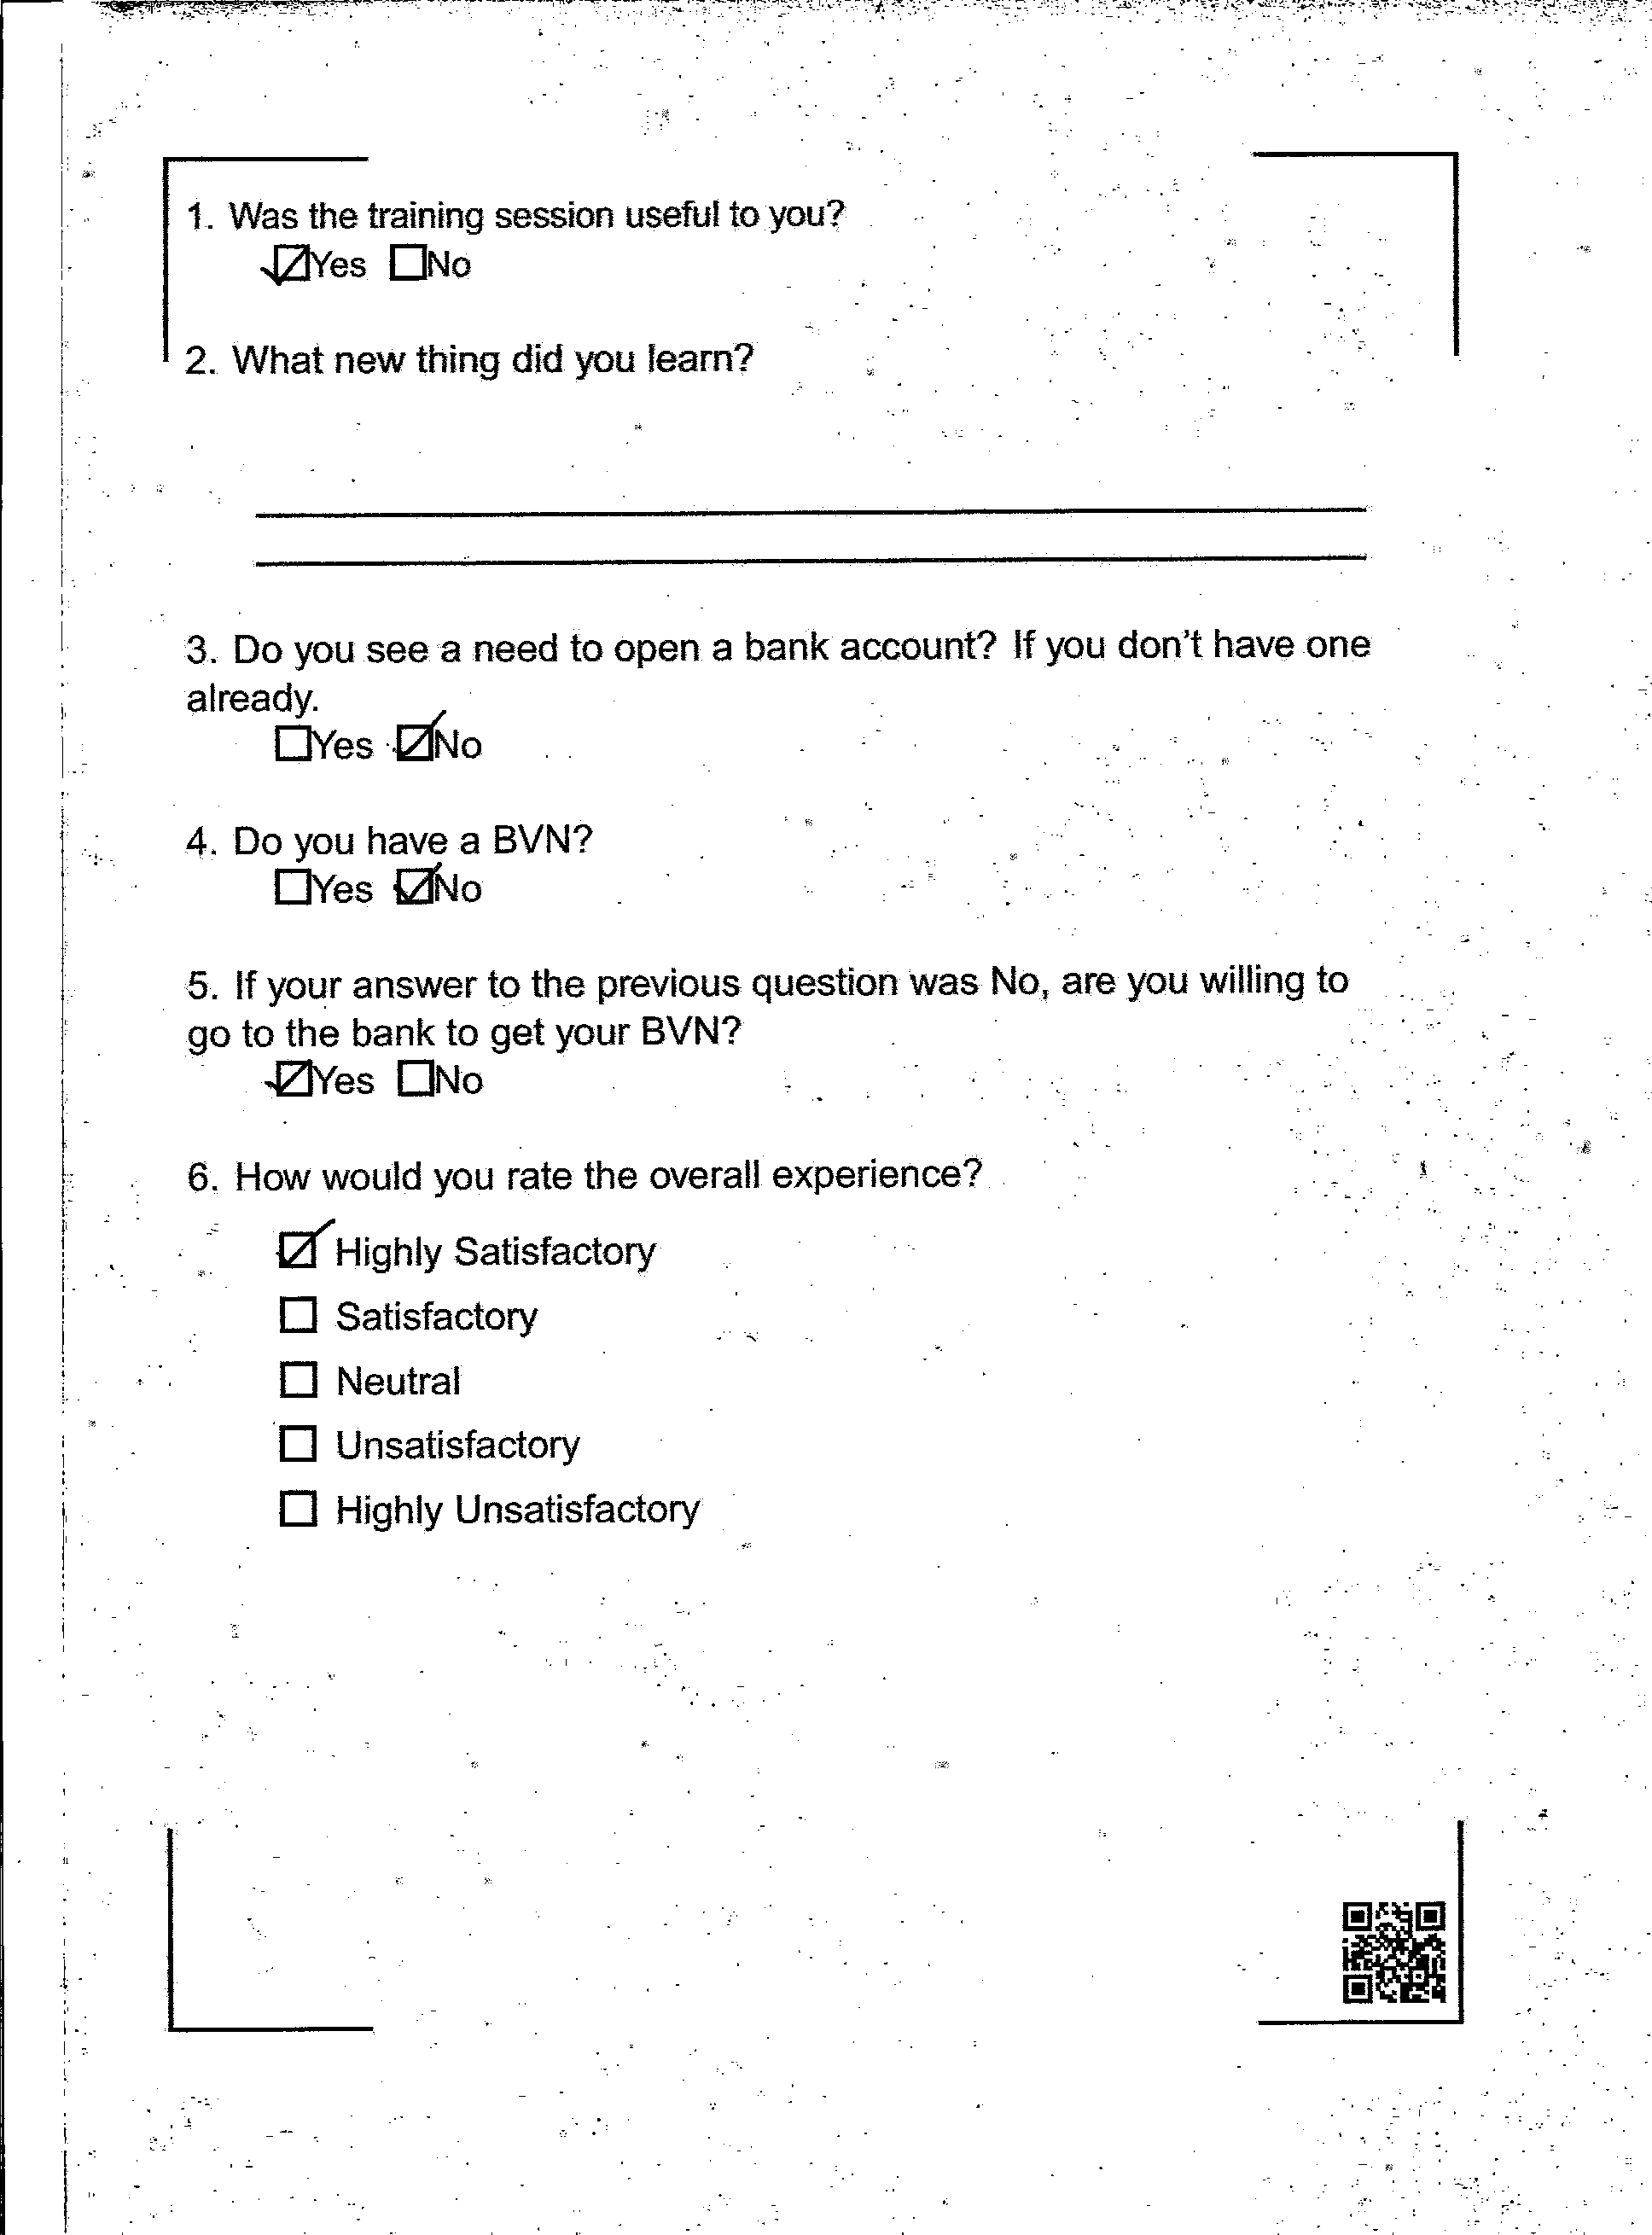 1. Was the training session useful to you?
☑Yes ☐No
2. What new thing did you learn?
3. Do you see a need to open a bank account? If you don't have one
already.
☐Yes ☑No
4. Do you have a BVN?
☐Yes ☑No
5. If your answer to the previous question was No, are you willing to
go to the bank to get your BVN?
☑Yes ☐No
6. How would you rate the overall experience?
☑ Highly Satisfactory
☐ Satisfactory
☐ Neutral
☐ Unsatisfactory
☐ Highly Unsatisfactory